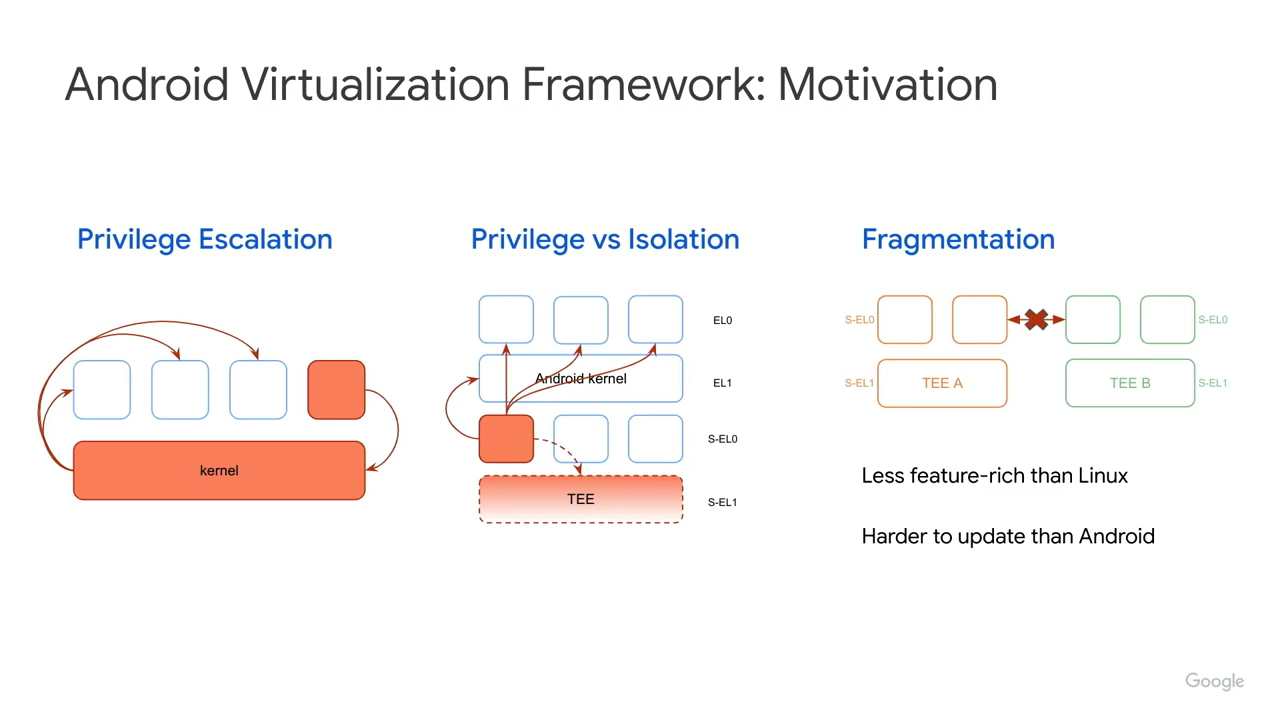 Android Virtualization Framework: Motivation
Privilege Escalation
kernel
Privilege vs Isolation
EL0
Android kernel
EL1
S-EL0
TEE
S-EL1
Fragmentation
S-EL0
S-EL0
S-EL1
TEE A
TEE B
S-EL1
Less feature-rich than Linux
Harder to update than Android
Google